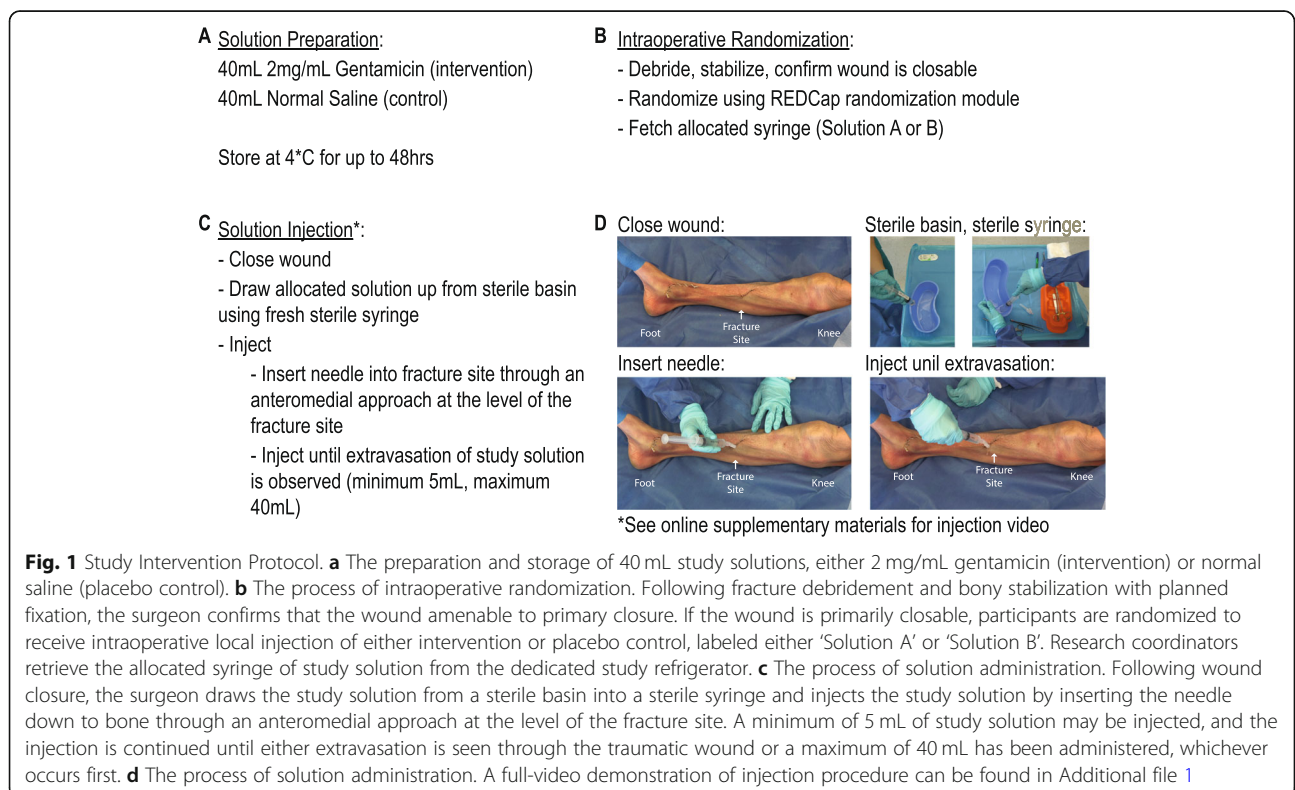 A Solution Preparation:
40mL 2mg/mL Gentamicin (intervention)
40mL Normal Saline (control)
Store at 4*C for up to 48hrs
B Intraoperative Randomization:
- Debride, stabilize, confirm wound is closable
- Randomize using REDCap randomization module
- Fetch allocated syringe (Solution A or B)
C Solution Injection*:
- Close wound
- Draw allocated solution up from sterile basin
using fresh sterile syringe
- Inject
- Insert needle into fracture site through an
anteromedial approach at the level of the
fracture site
- Inject until extravasation of study solution
is observed (minimum 5mL, maximum
40mL)
D Close wound:
Foot
Fracture
Site
Knee
Sterile basin, sterile syringe:
Insert needle:
Foot
Fracture
Site
Knee
Inject unil extravasation:
Foot
Fracture
Site
Knee
*See online supplementary materials for injection video
Fig. 1 Study Intervention Protocol. a The preparation and storage of 40 mL study solutions, either 2 mg/mL gentamicin (intervention) or normal
saline (placebo control). b The process of intraoperative randomization. Following fracture debridement and bony stabilization with planned
fixation, the surgeon confirms that the wound amenable to primary closure. If the wound is primarily closable, participants are randomized to
receive intraoperative local injection of either intervention or placebo control, labeled either ‘Solution A’ or ‘Solution B’. Research coordinators
retrieve the allocated syringe of study solution from the dedicated study refrigerator. c The process of solution administration. Following wound
closure, the surgeon draws the study solution from a sterile basin into a sterile syringe and injects the study solution by inserting the needle
down to bone through an anteromedial approach at the level of the fracture site. A minimum of 5 mL of study solution may be injected, and the
injection is continued until either extravasation is seen through the traumatic wound or a maximum of 40 mL has been administered, whichever
occurs first. d The process of solution administration. A full-video demonstration of injection procedure can be found in Additional file 1